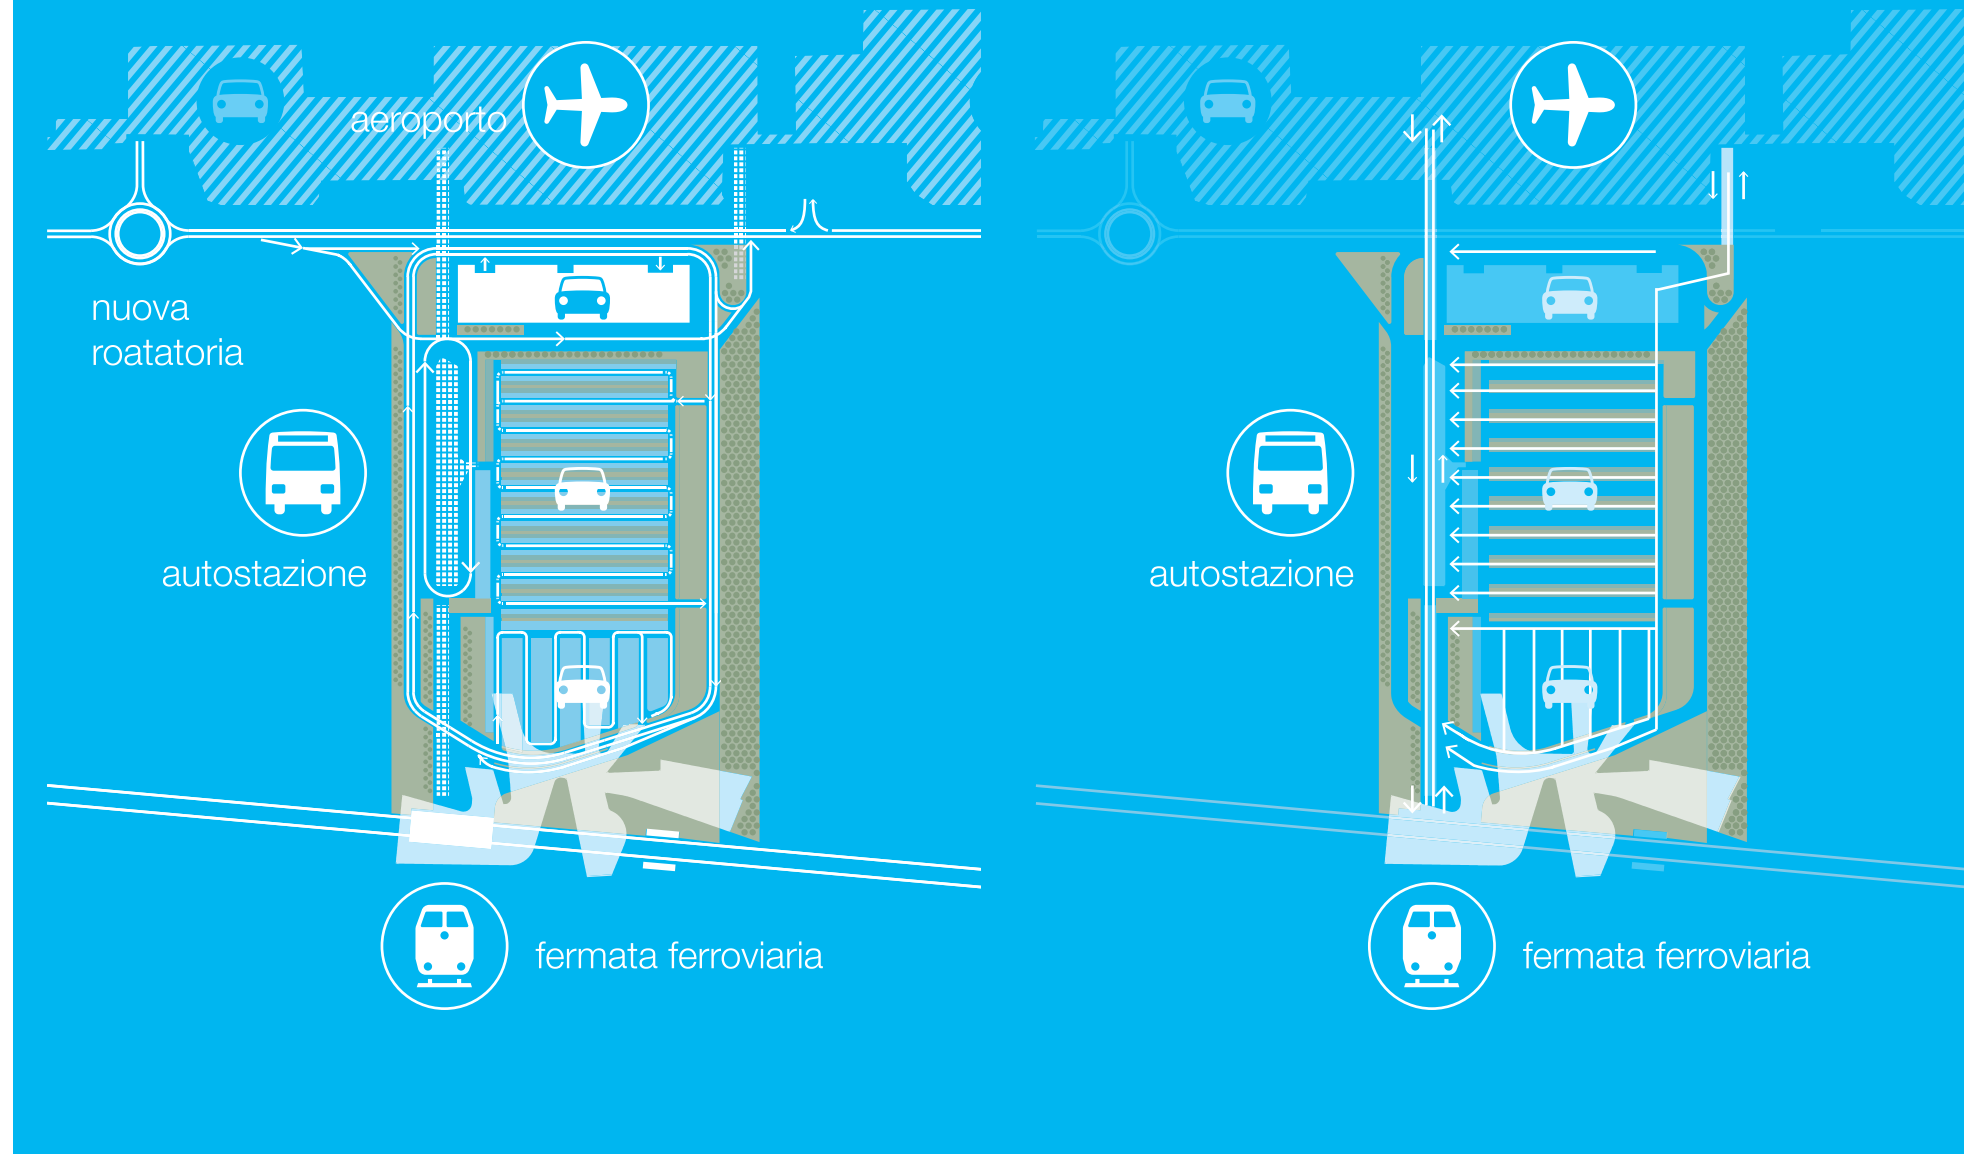 aeroporto
nuova
roatatoria
autostazione
fermata ferroviaria
autostazione
fermata ferroviaria